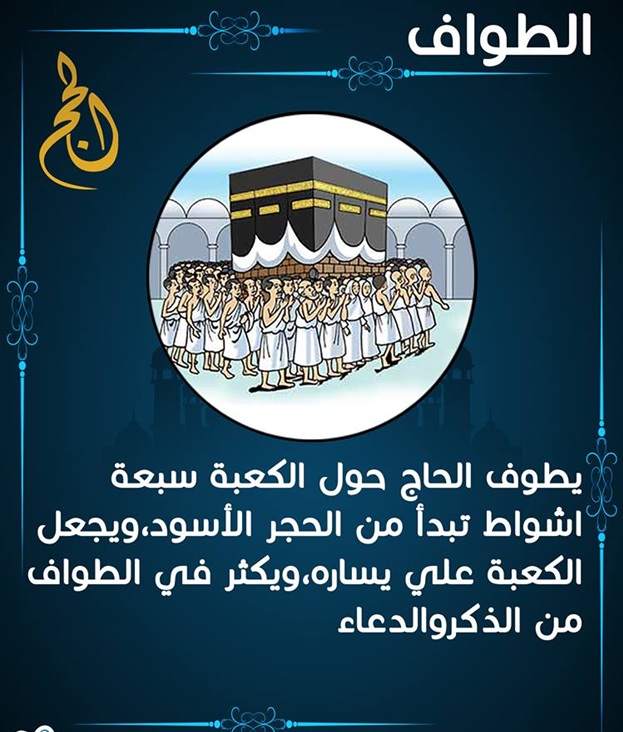 الطواف
الحج
يطوف الحاج حول الكعبة سبعة
اشواط تبدأ من الحجر الأسود،ويجعل
الكعبة علي يساره،ويكثر في الطواف
من الذكروالدعاء